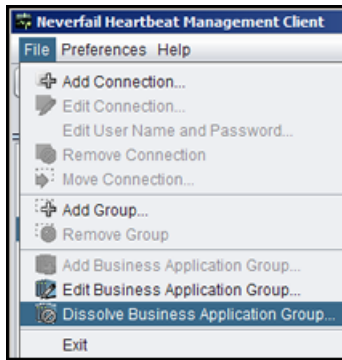 Neverfail Heartbeat Management Client
File Preferences Help
Add Connection...
Edit Connection...
Edit User Name and Password...
Remove Connection
Move Connection...
Add Group...
Remove Group
Add Business Application Group...
Edit Business Application Group...
Dissolve Business Application Group...
Exit